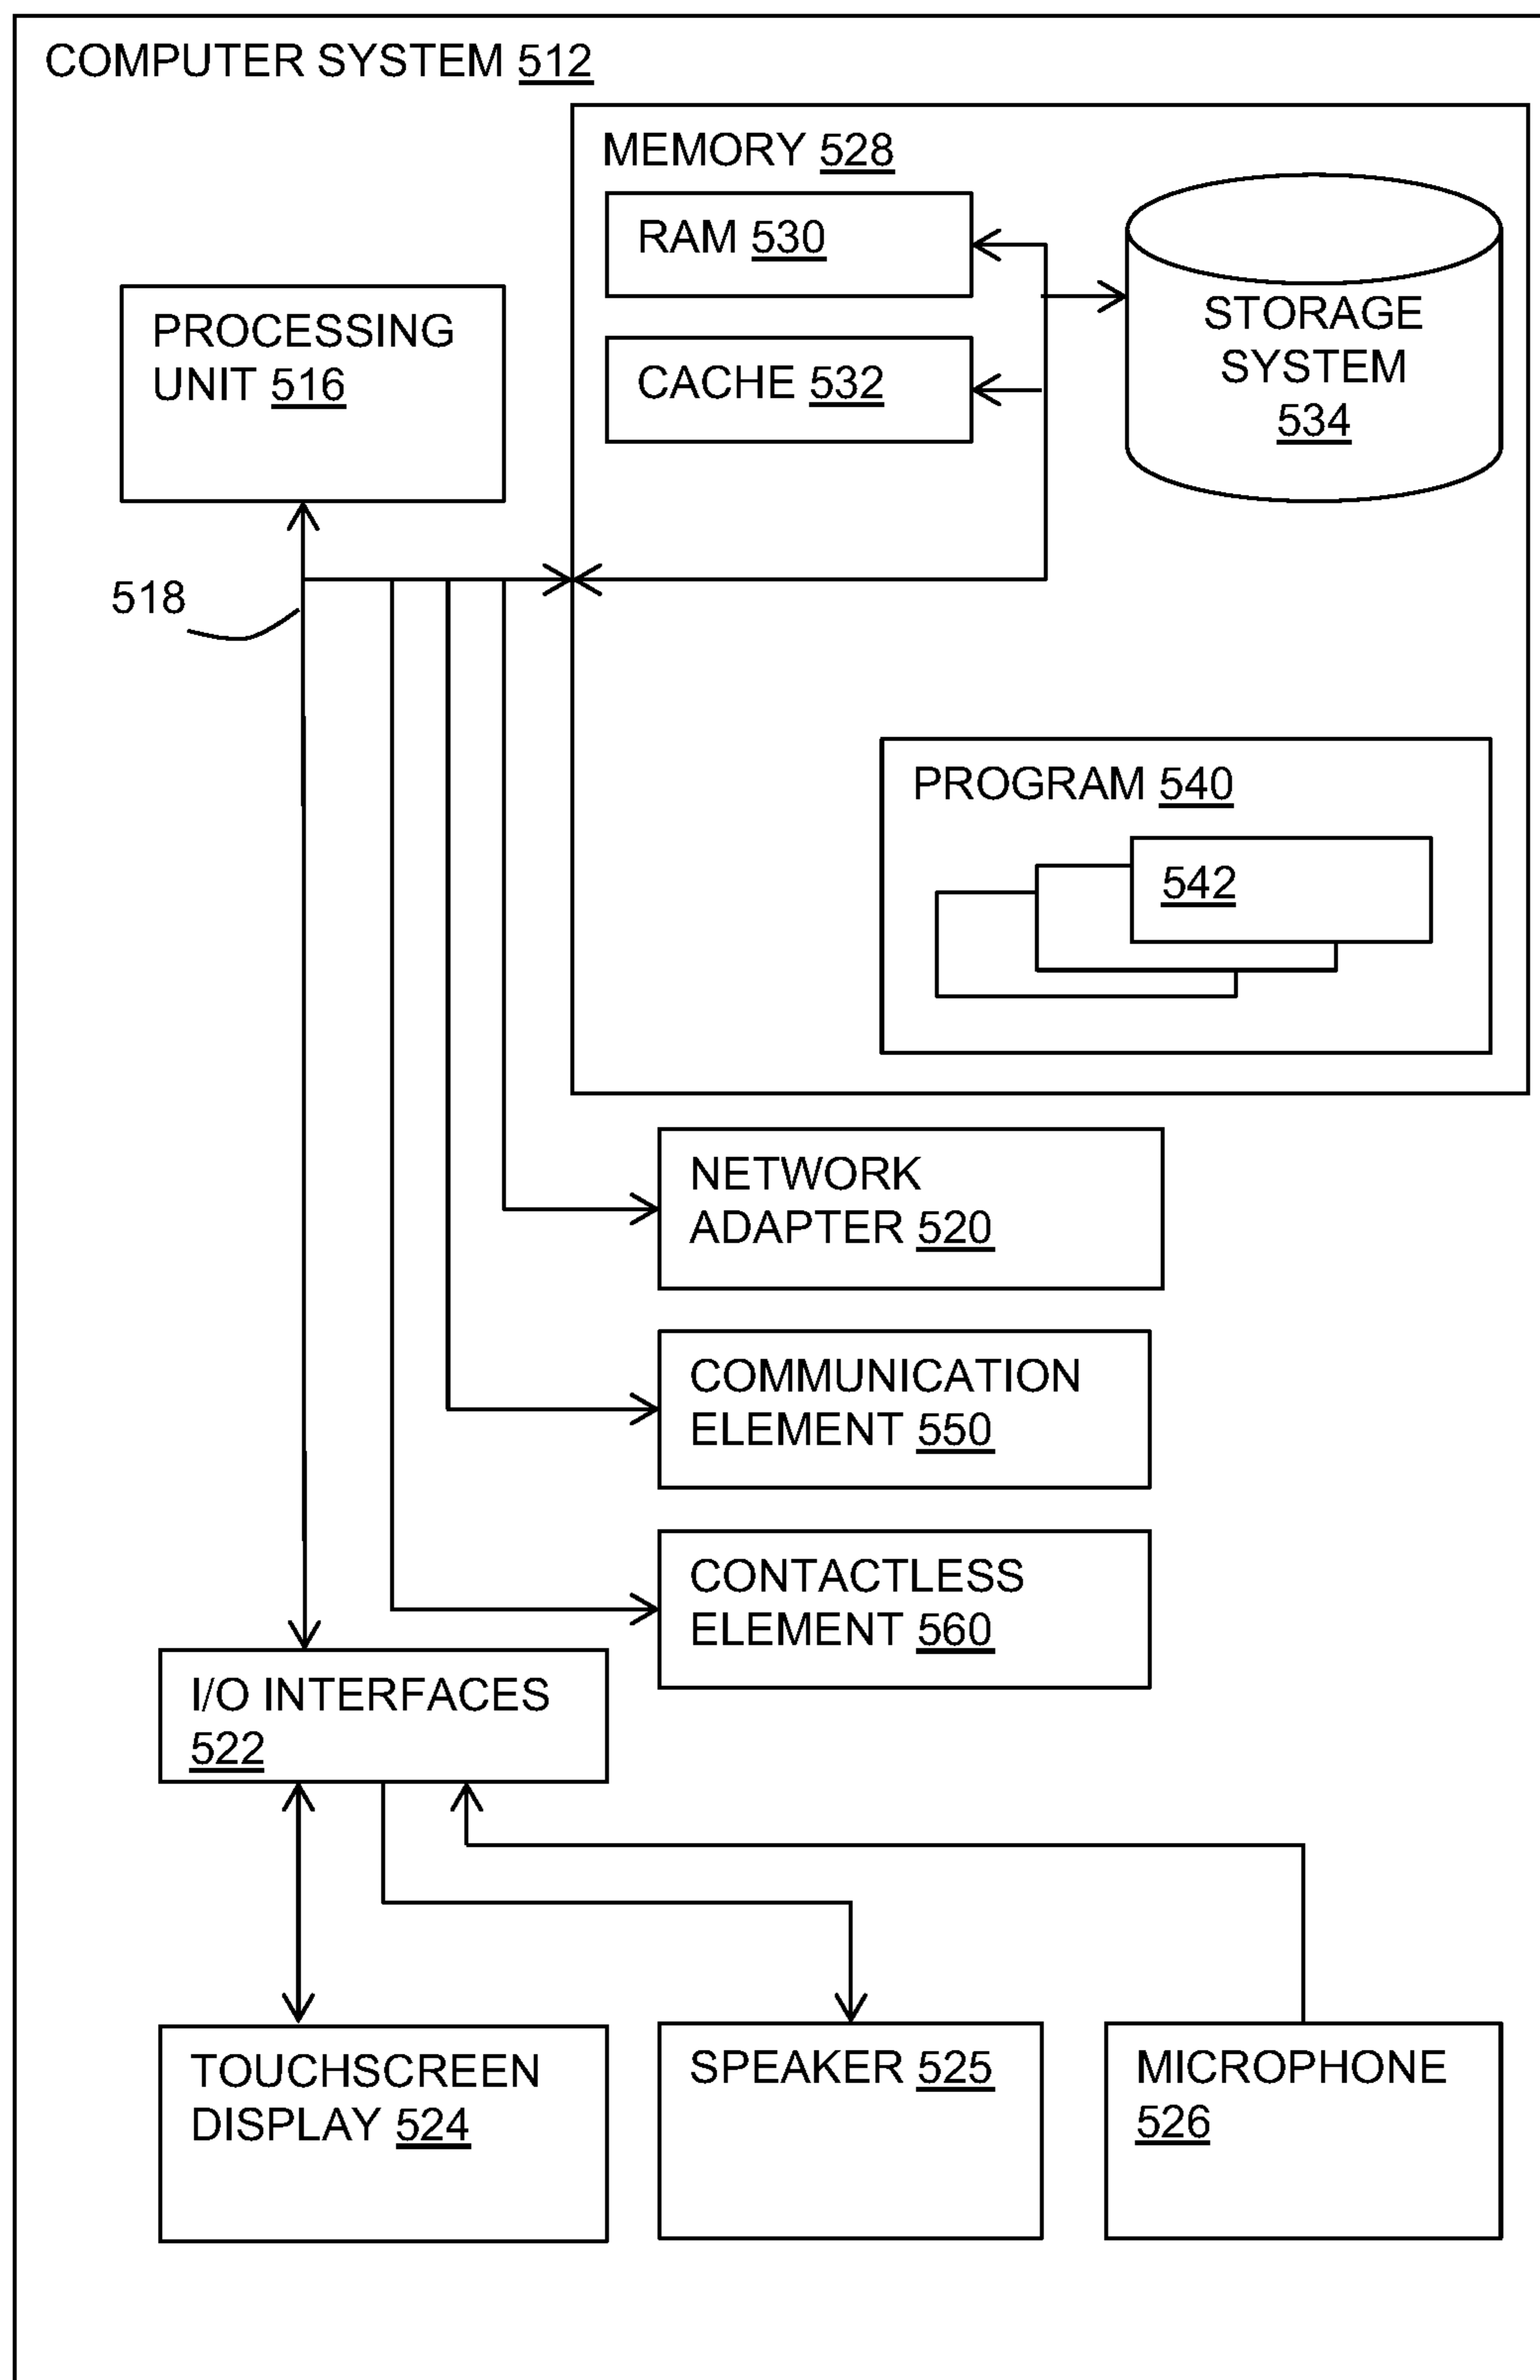 COMPUTER SYSTEM 512
MEMORY 528
RAM 530
CACHE 532
STORAGE
SYSTEM
534
PROCESSING
UNIT 516
518
PROGRAM 540
542
NETWORK
ADAPTER 520
COMMUNICATION
ELEMENT 550
CONTACTLESS
ELEMENT 560
I/O INTERFACES
522
TOUCHSCREEN
DISPLAY 524
SPEAKER 525
MICROPHONE
526